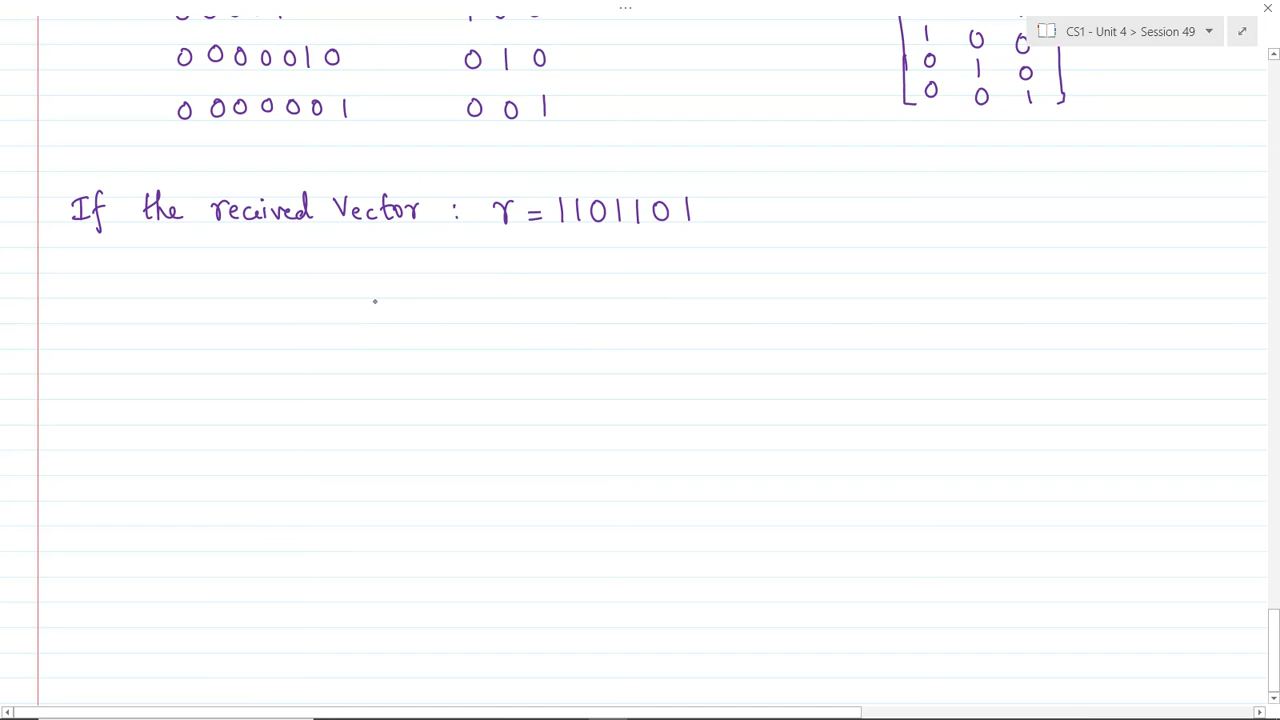 CS1 - Unit 4 > Session 49
1 0 0
0 0 0 0 0 1 0 0 1 0 0 1 0
0 0 0 0 0 0 1 0 0 1 0 0 1
If the recived Vector : r = 1101101